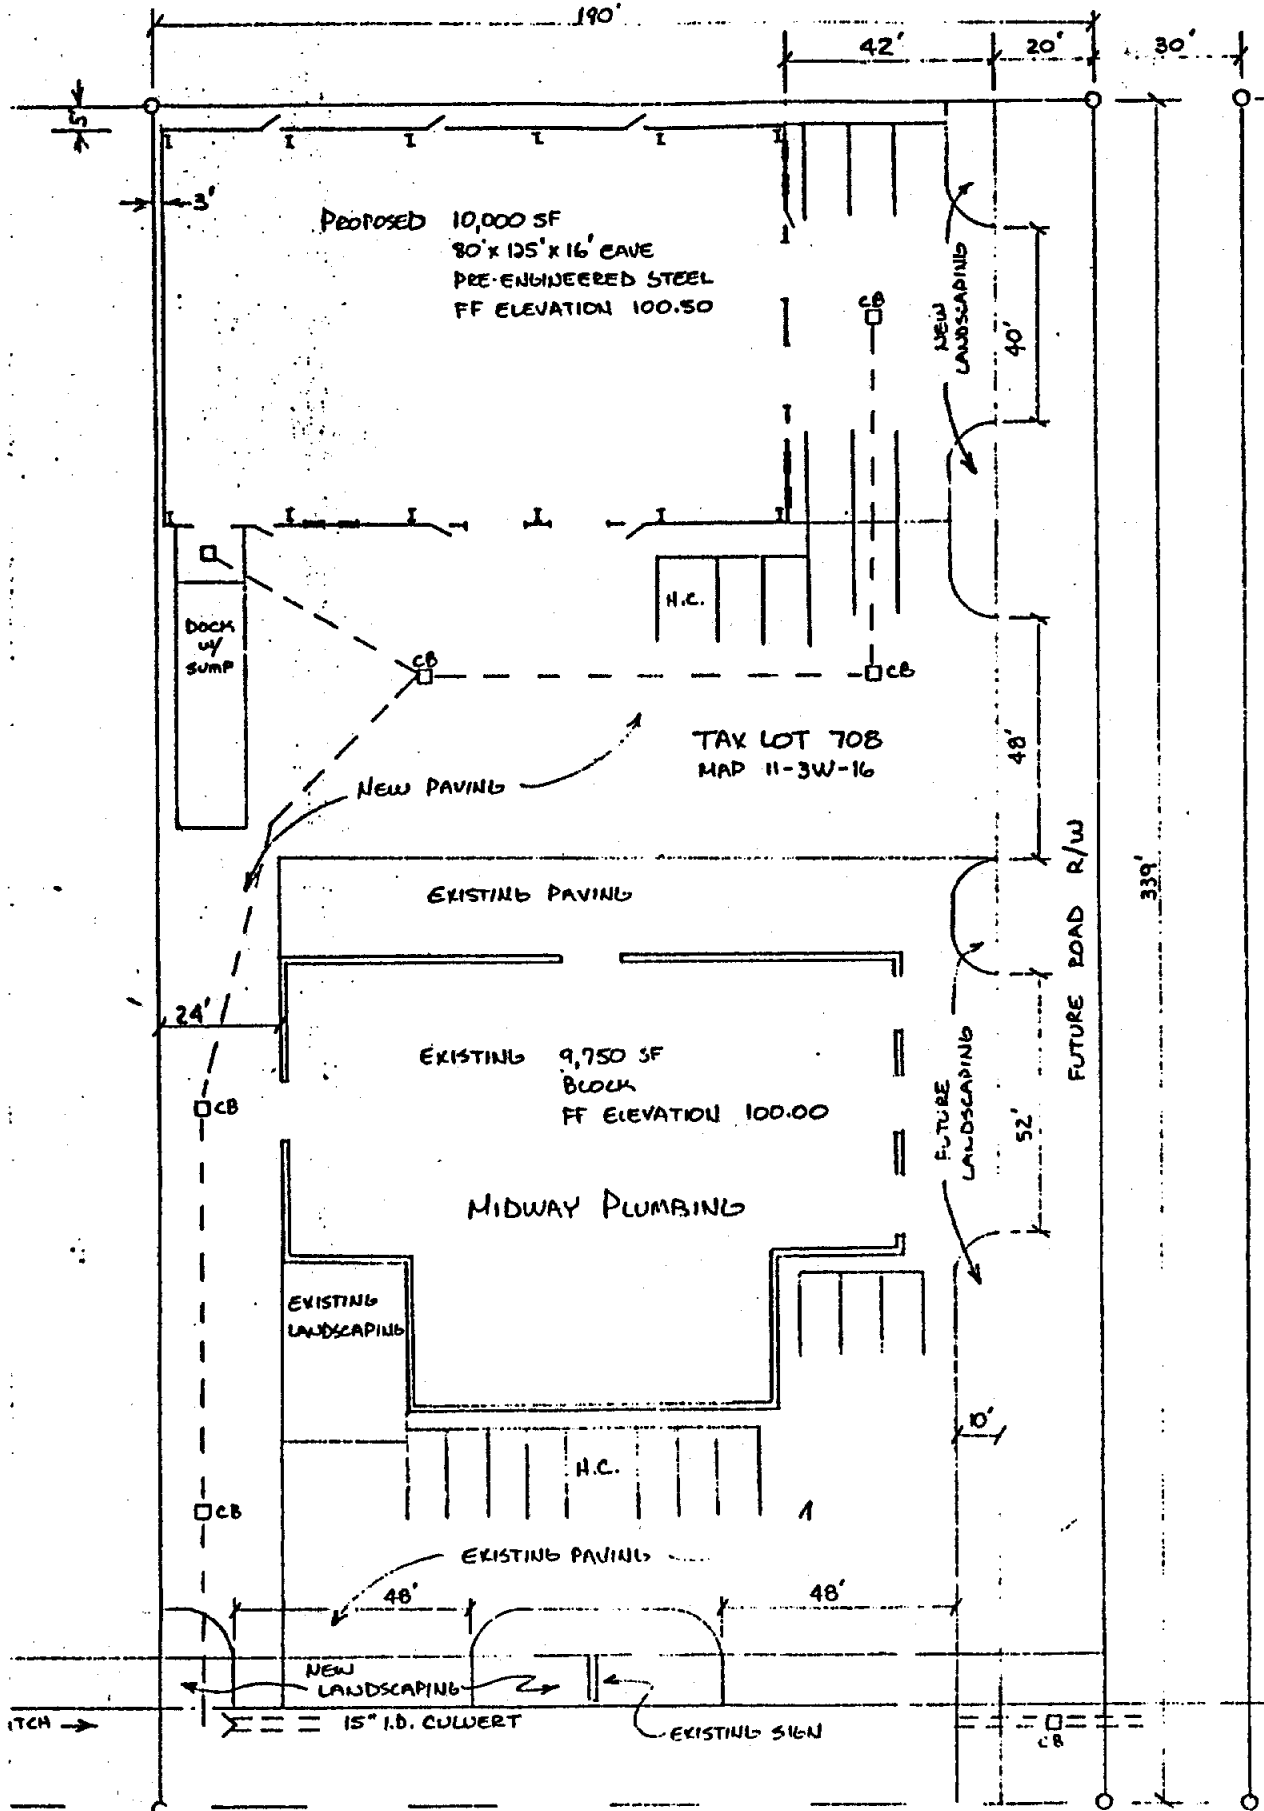 190'
42'
20'
30'
5'
3'
PROPOSED 10,000 SF
80' x 125' x 16' EAVE
PRE-ENGINEERED STEEL
FF ELEVATION 100.50
CB
NEW
LANDSCAPING
40'
H.C.
DOCK
W/
SUMP
CB
CB
TAX LOT 708
MAP 11-3W-16
48'
NEW PAVING
EXISTING PAVING
FUTURE ROAD R/W
339'
24'
EXISTING 9,750 SF
BLOCK
FF ELEVATION 100.00
CB
FUTURE
LANDSCAPING
52'
MIDWAY PLUMBING
EXISTING
LANDSCAPING
10'
H.C.
CB
EXISTING PAVING
48'
48'
NEW
LANDSCAPING
ITCH
15" I.D. CULVERT
EXISTING SIGN
CB